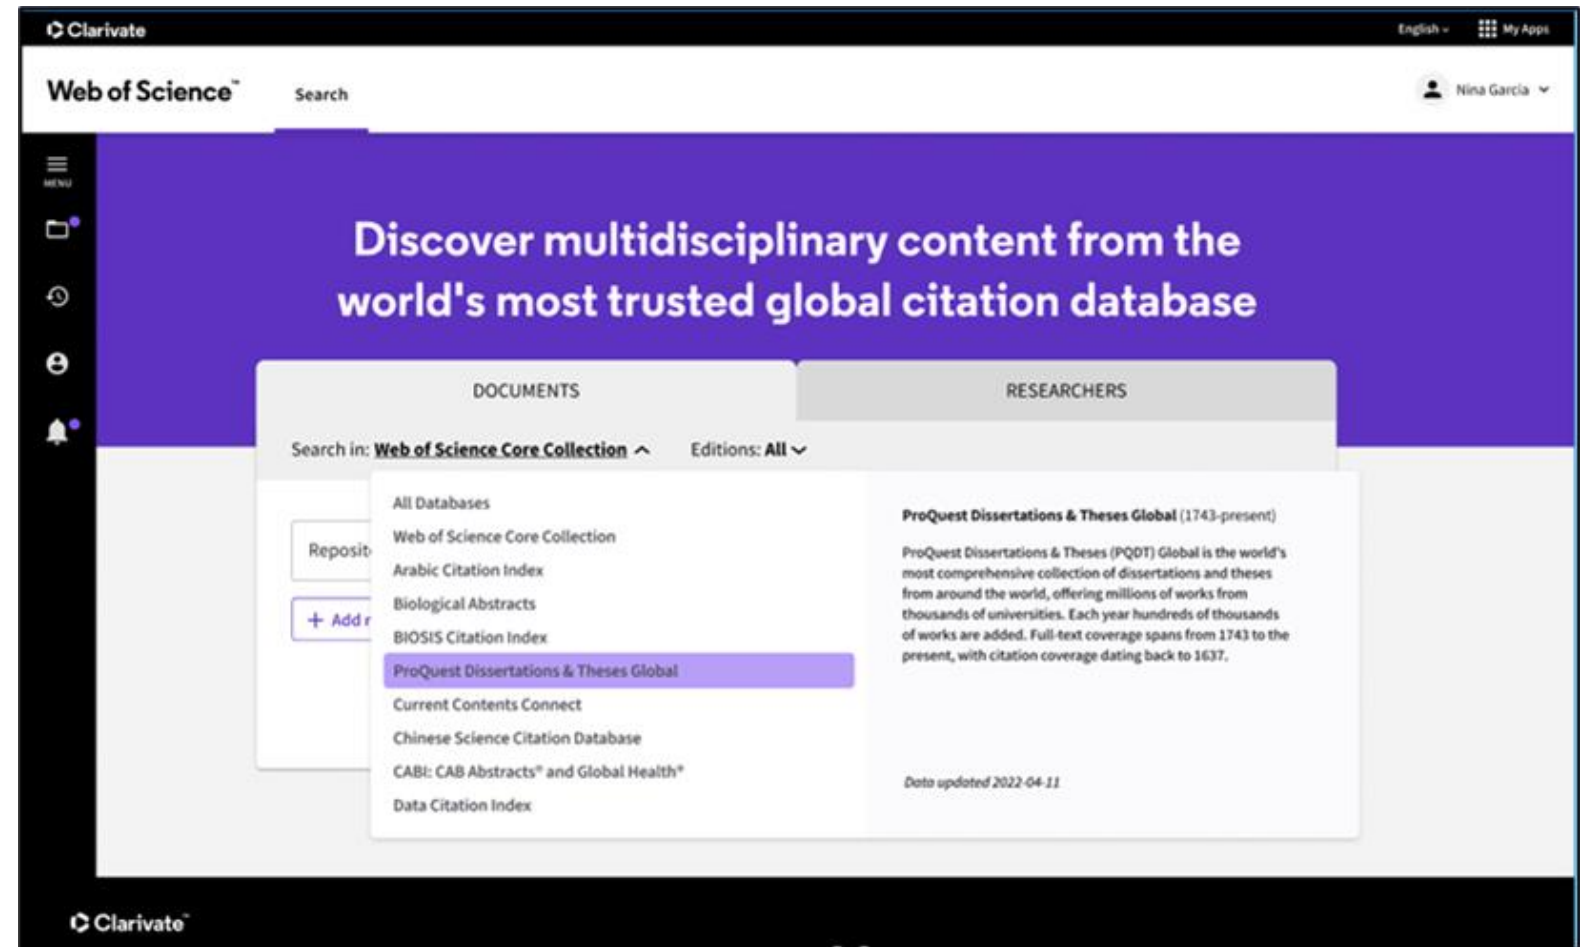 Clarivate
English
My Apps
Web of Science™
Search
Nina Garcia
MENU
Discover multidisciplinary content from the
world's most trusted global citation database
DOCUMENTS
RESEARCHERS
Search in: Web of Science Core Collection
Editions: All
All Databases
Web of Science Core Collection
Arabic Citation Index
Biological Abstracts
BIOSIS Citation Index
ProQuest Dissertations & Theses Global
Current Contents Connect
Chinese Science Citation Database
CABI: CAB Abstracts® and Global Health®
Data Citation Index
Reposit
+ Add
ProQuest Dissertations & Theses Global (1743-present)
ProQuest Dissertations & Theses (PQDT) Global is the world's
most comprehensive collection of dissertations and theses
from around the world, offering millions of works from
thousands of universities. Each year hundreds of thousands
of works are added. Full-text coverage spans from 1743 to the
present, with citation coverage dating back to 1637.
Data updated 2022-04-11
Clarivate™